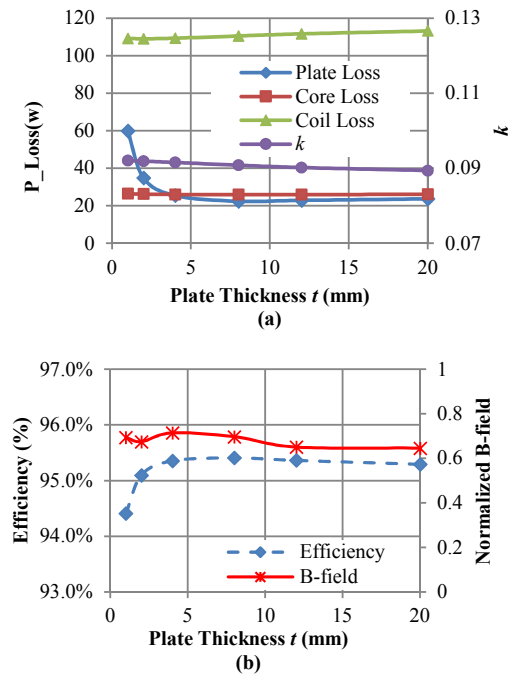 120
100
80
60
40
20
0
P_Loss(w)
0.13
0.11
0.09
0.07
k
Plate Loss
Core Loss
Coil Loss
k
0 5 10 15 20
Plate Thickness t (mm)
(a)
97.0%
96.0%
95.0%
94.0%
93.0%
Efficiency (%)
1
0.8
0.6
0.4
0.2
0
Normalized B-field
Efficiency
B-field
0 5 10 15 20
Plate Thickness t (mm)
(b)